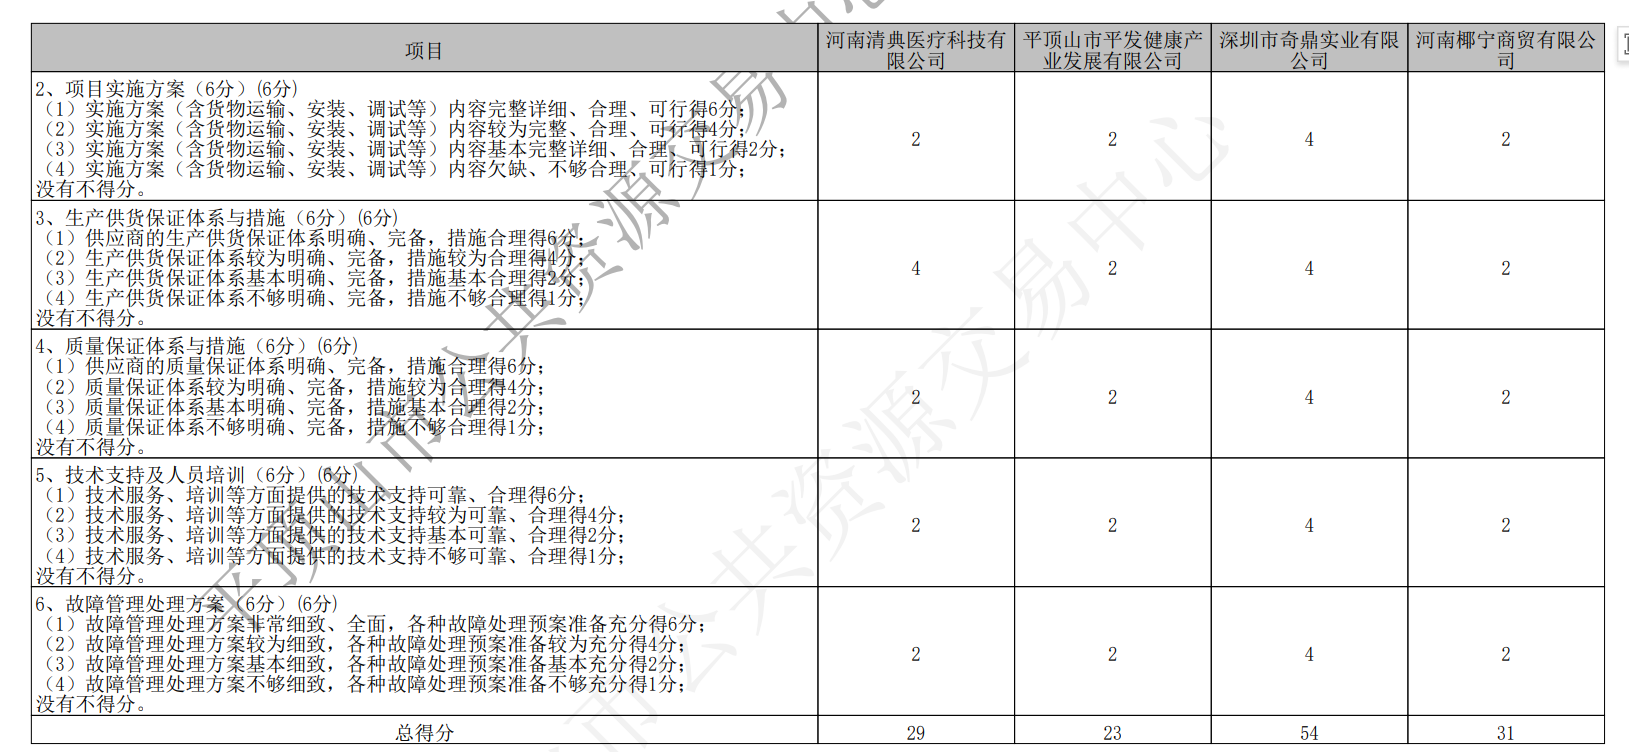 项目
河南清典医疗科技有
限公司
平顶山市平发健康产
业发展有限公司
深圳市奇鼎实业有限
公司
河南梛宁商贸有限公
司
2、项目实施方案（6分）(6分)
（1）实施方案（含货物运输、安装、调试等）内容完整详细、合理、可行得6分；
（2）实施方案（含货物运输、安装、调试等）内容较为完整、合理、可行得4分；
（3）实施方案（含货物运输、安装、调试等）内容基本完整详细、合理、可行得2分；
（4）实施方案（含货物运输、安装、调试等）内容欠缺、不够合理、可行得1分；
没有不得分。
2
2
4
2
3、生产供货保证体系与措施（6分）(6分)
（1）供应商的生产供货保证体系明确、完备，措施合理得6分；
（2）生产供货保证体系较为明确、完备，措施较为合理得4分；
（3）生产供货保证体系基本明确、完备，措施基本合理得2分；
（4）生产供货保证体系不够明确、完备，措施不够合理得1分；
没有不得分。
4
2
4
2
4、质量保证体系与措施（6分）(6分)
（1）供应商的质量保证体系明确、完备，措施合理得6分；
（2）质量保证体系较为明确、完备，措施较为合理得4分；
（3）质量保证体系基本明确、完备，措施基本合理得2分；
（4）质量保证体系不够明确、完备，措施不够合理得1分；
没有不得分。
2
2
4
2
5、技术支持及人员培训（6分）(6分)
（1）技术服务、培训等方面提供的技术支持可靠、合理得6分；
（2）技术服务、培训等方面提供的技术支持较为可靠、合理得4分；
（3）技术服务、培训等方面提供的技术支持基本可靠、合理得2分；
（4）技术服务、培训等方面提供的技术支持不够可靠、合理得1分；
没有不得分。
2
2
4
2
6、故障管理处理方案（6分）(6分)
（1）故障管理处理方案非常细致、全面，各种故障处理预案准备充分得6分；
（2）故障管理处理方案较为细致，各种故障处理预案准备较为充分得4分；
（3）故障管理处理方案基本细致，各种故障处理预案准备基本充分得2分；
（4）故障管理处理方案不够细致，各种故障处理预案准备不够充分得1分；
没有不得分。
2
2
4
2
总得分
29
23
54
31
平顶山市公共资源交易中心
市公共资源交易中心